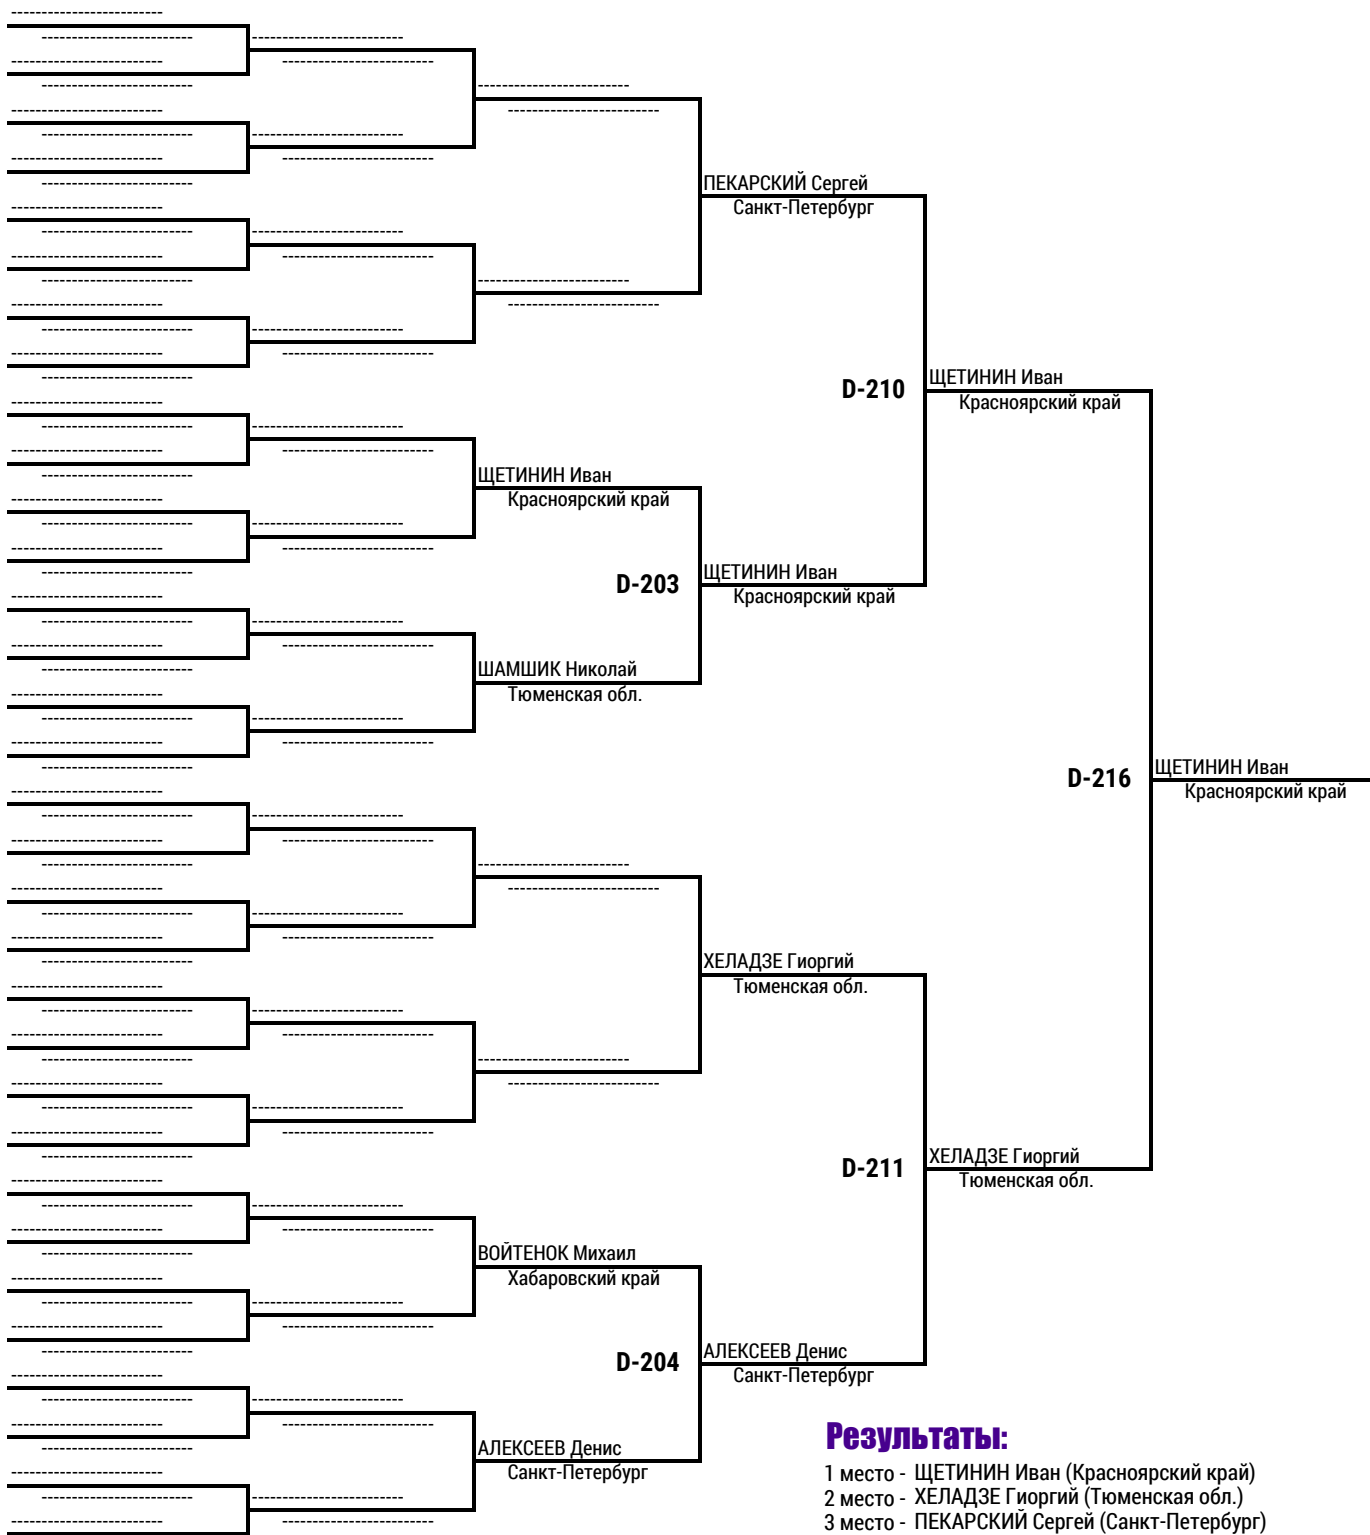 ПЕКАРСКИЙ Сергей
Санкт-Петербург
D-210
ЩЕТИНИН Иван
Красноярский край
ЩЕТИНИН Иван
Красноярский край
D-203
ЩЕТИНИН Иван
Красноярский край
ШАМШИК Николай
Тюменская обл.
D-216
ЩЕТИНИН Иван
Красноярский край
ХЕЛАДЗЕ Гиоргий
Тюменская обл.
D-211
ХЕЛАДЗЕ Гиоргий
Тюменская обл.
ВОЙТЕНОК Михаил
Хабаровский край
D-204
АЛЕКСЕЕВ Денис
Санкт-Петербург
АЛЕКСЕЕВ Денис
Санкт-Петербург
Результаты:
1 место - ЩЕТИНИН Иван (Красноярский край)
2 место - ХЕЛАДЗЕ Гиоргий (Тюменская обл.)
3 место - ПЕКАРСКИЙ Сергей (Санкт-Петербург)